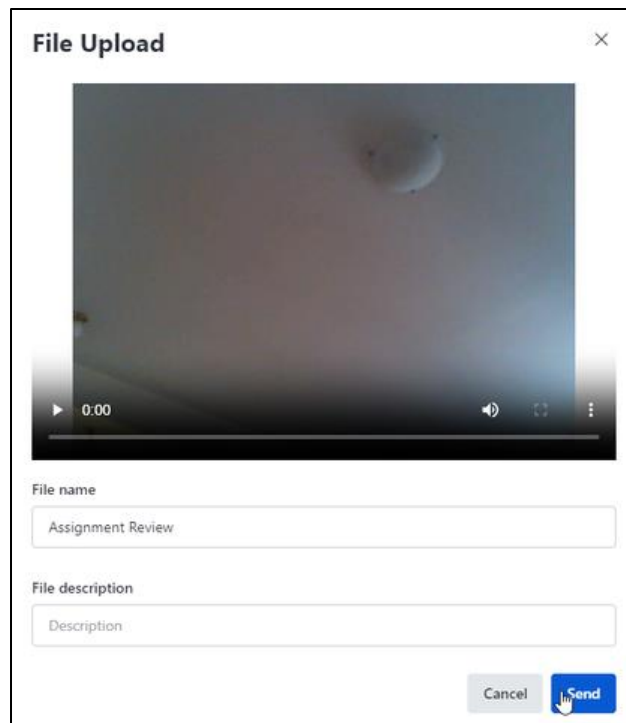 File Upload
0:00
File name
Assignment Review
File description
Description
Cancel Send